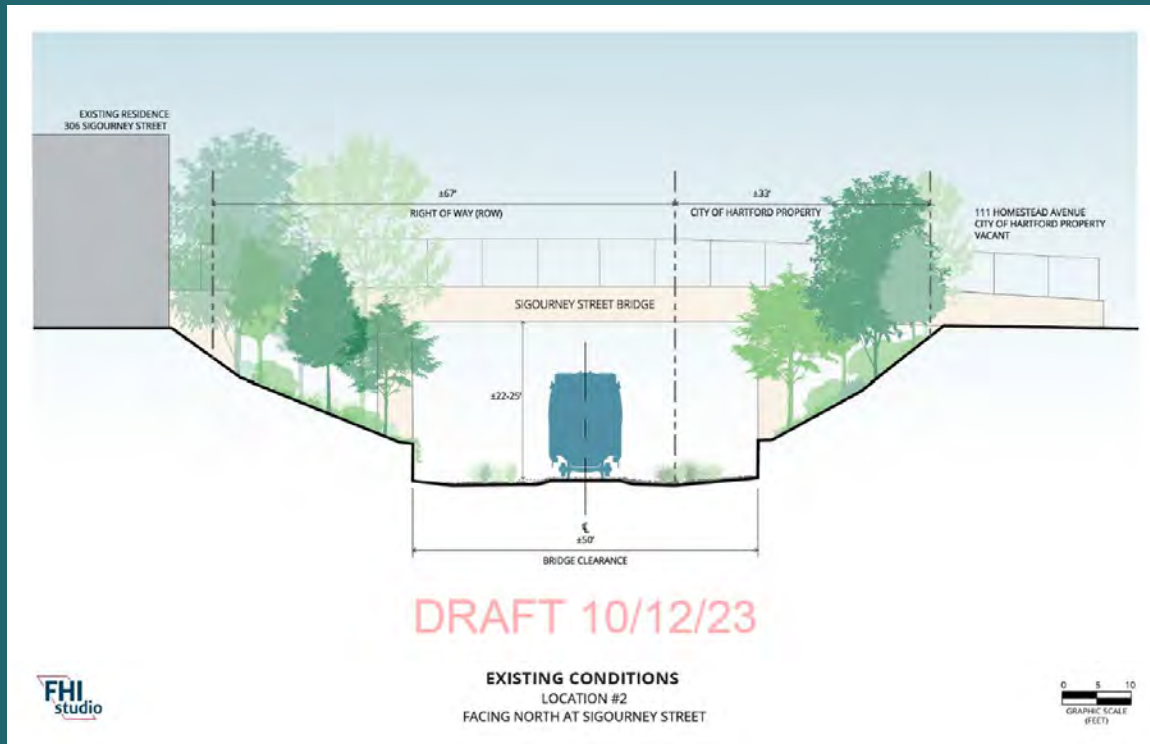 EXISTING RESIDENCE
306 SIGOURNEY STREET
±67'
RIGHT OF WAY (ROW)
±33'
CITY OF HARTFORD PROPERTY
111 HOMESTEAD AVENUE
CITY OF HARTFORD PROPERTY
VACANT
SIGOURNEY STREET BRIDGE
±22-25'
℄
±50'
BRIDGE CLEARANCE
DRAFT 10/12/23
EXISTING CONDITIONS
LOCATION #2
FACING NORTH AT SIGOURNEY STREET
FHI
studio
0 5 10
GRAPHIC SCALE
(FEET)